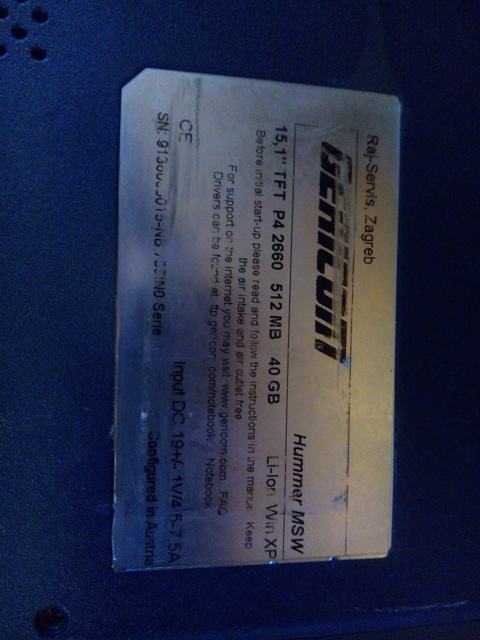 Raj-Servis, Zagreb
Gericom
Hummer MSW
15,1" TFT P4 2660 512 MB 40 GB Li-Ion Win XP
Before initial start-up please read and follow the instructions in the manual Keep
the air intake and air outlet free
For support on the internet you may visit www.gericom.com FAQ
Drivers can be found at ftp.gericom.com/notebook Notebook
CE Input DC 19+/- 1V/4,5-7,5A
SN: Serie Configured in Austria